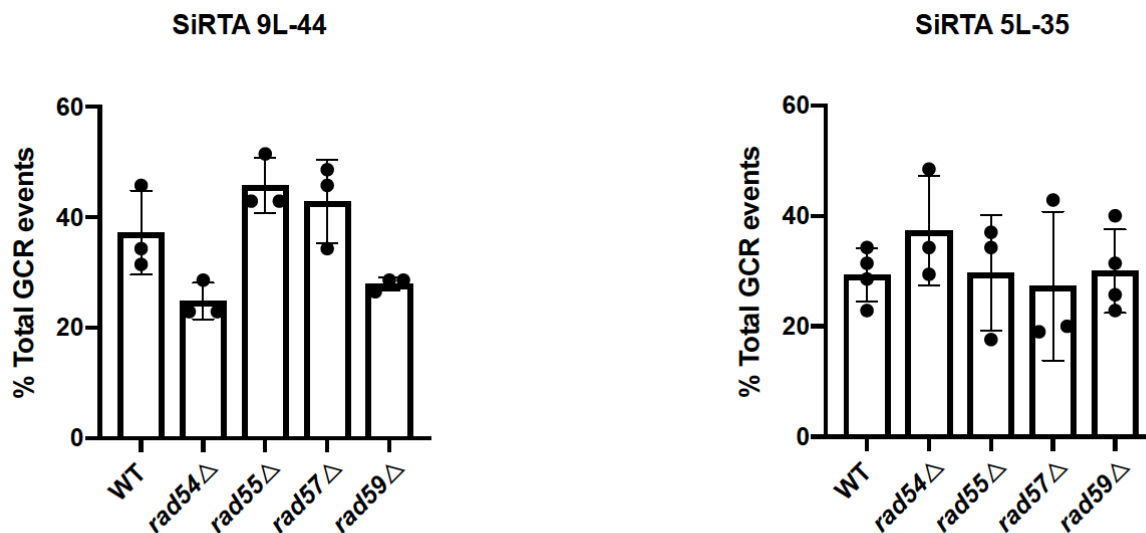 SiRTA 9L-44
% Total GCR events
60
40
20
0
WT
rad54△
rad55△
rad57△
rad59△
SiRTA 5L-35
% Total GCR events
60
40
20
0
WT
rad54△
rad55△
rad57△
rad59△